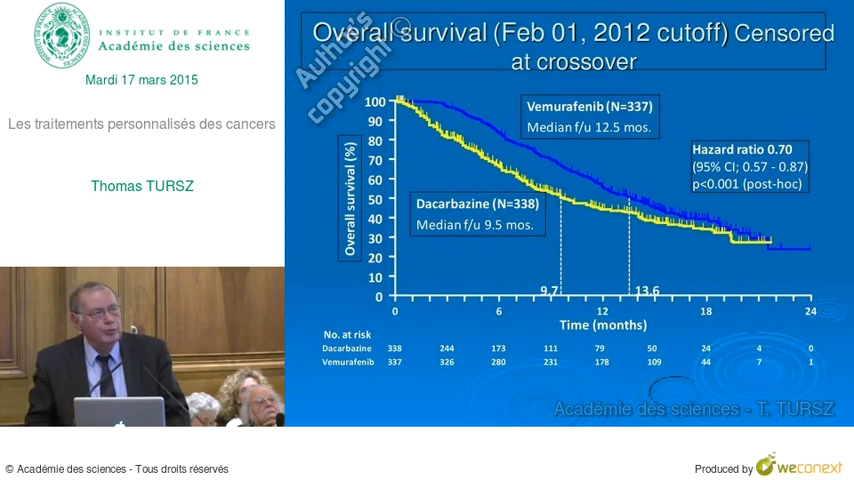 INSTITUT DE FRANCE
Académie des sciences
Mardi 17 mars 2015
Les traitements personnalisés des cancers
Thomas TURSZ
Overall survival (Feb 01, 2012 cutoff) Censored
at crossover
Author's ©
copyright
Overall survival (%)
100
90
80
70
60
50
40
30
20
10
0
Vemurafenib (N=337)
Median f/u 12.5 mos.
Hazard ratio 0.70
(95% CI; 0.57 - 0.87)
p<0.001 (post-hoc)
Dacarbazine (N=338)
Median f/u 9.5 mos.
9.7 13.6
0 6 12 18 24
Time (months)
No. at risk
Dacarbazine 338 244 173 111 79 50 24 4 0
Vemurafenib 337 326 280 231 178 109 44 7 1
Académie des sciences - T. TURSZ
© Académie des sciences - Tous droits réservés
Produced by weconext